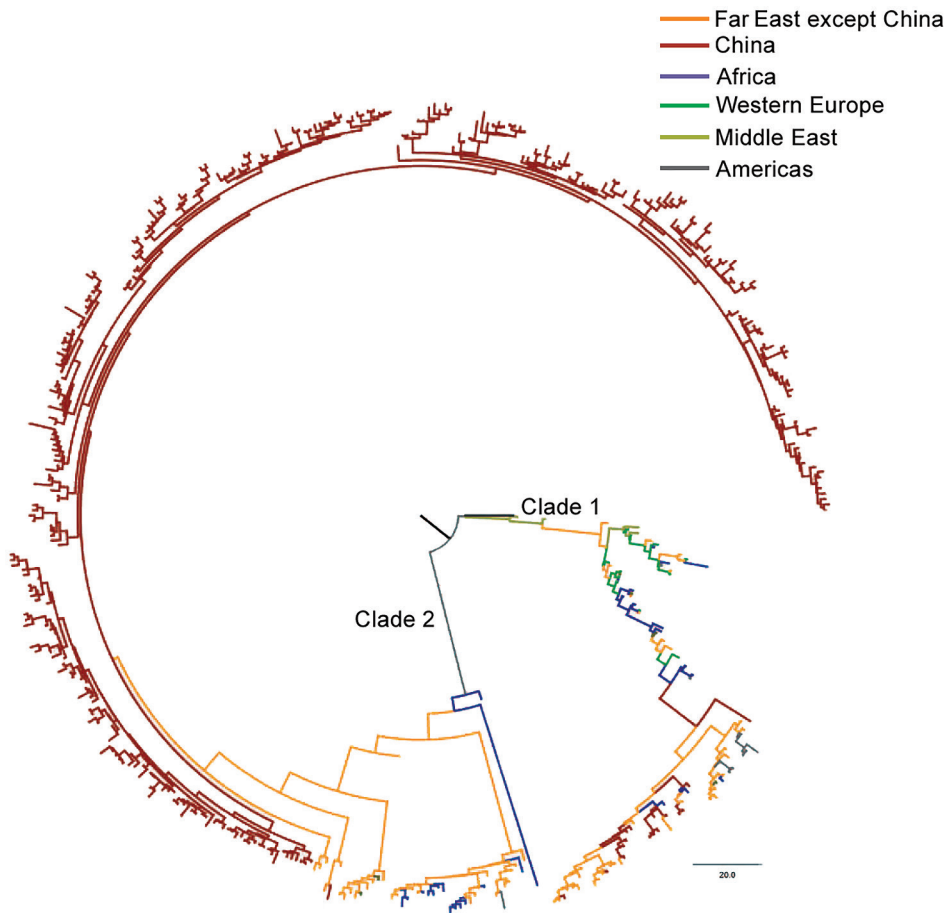 Far East except China
China
Africa
Western Europe
Middle East
Americas
Clade 1
Clade 2
20.0